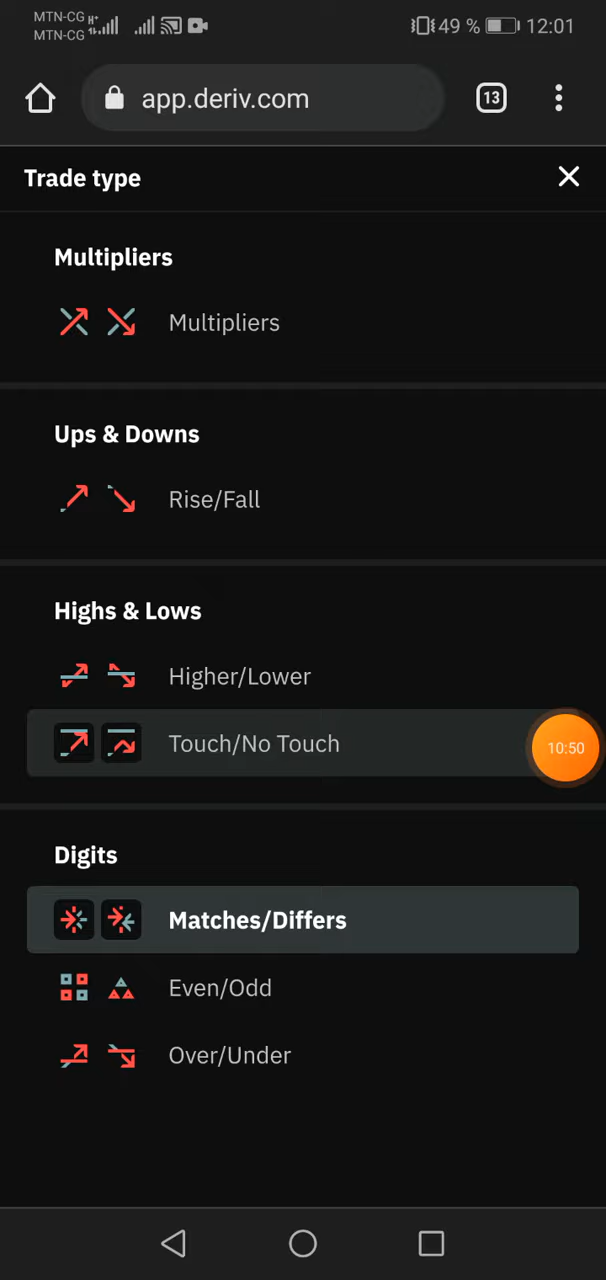 MTN-CG H+ 49 % 12:01
MTN-CG
app.deriv.com 13
Trade type
Multipliers
Multipliers
Ups & Downs
Rise/Fall
Highs & Lows
Higher/Lower
Touch/No Touch
10:50
Digits
Matches/Differs
Even/Odd
Over/Under